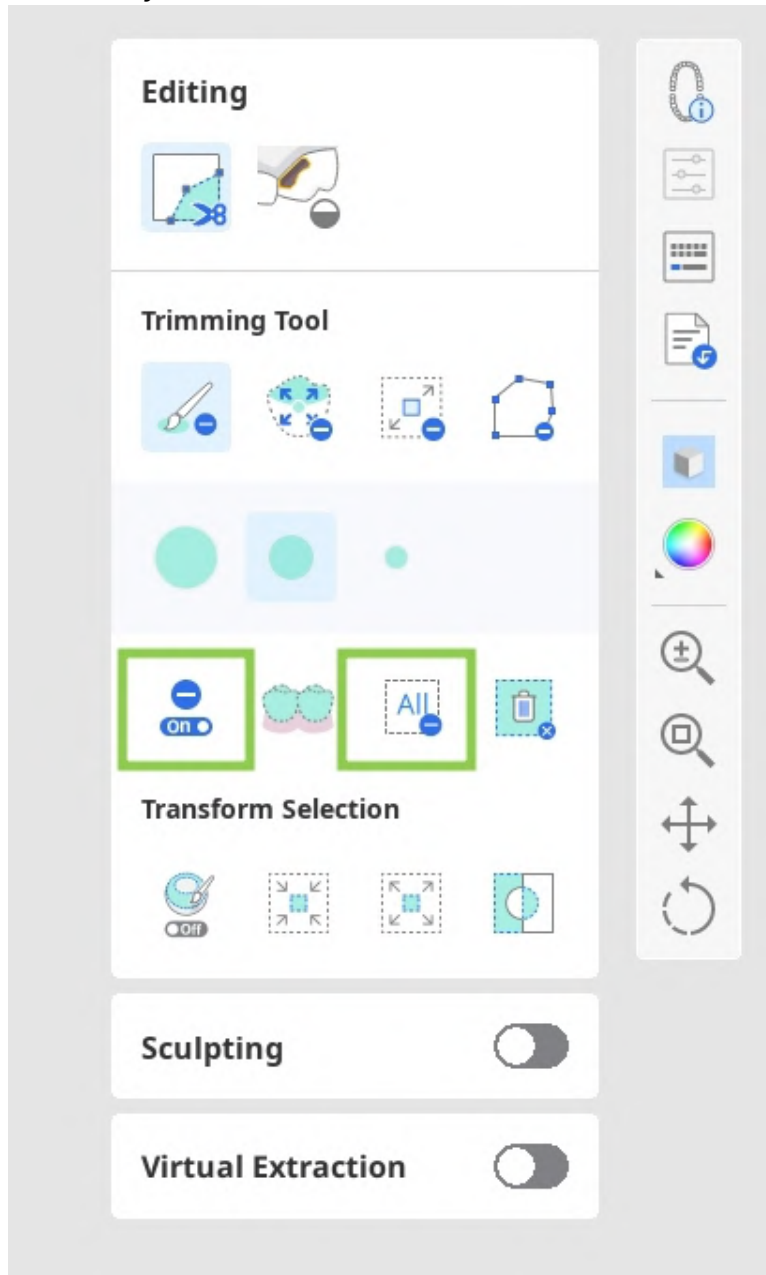 Editing
Trimming Tool
On
All
Transform Selection
Off
Sculpting
Virtual Extraction